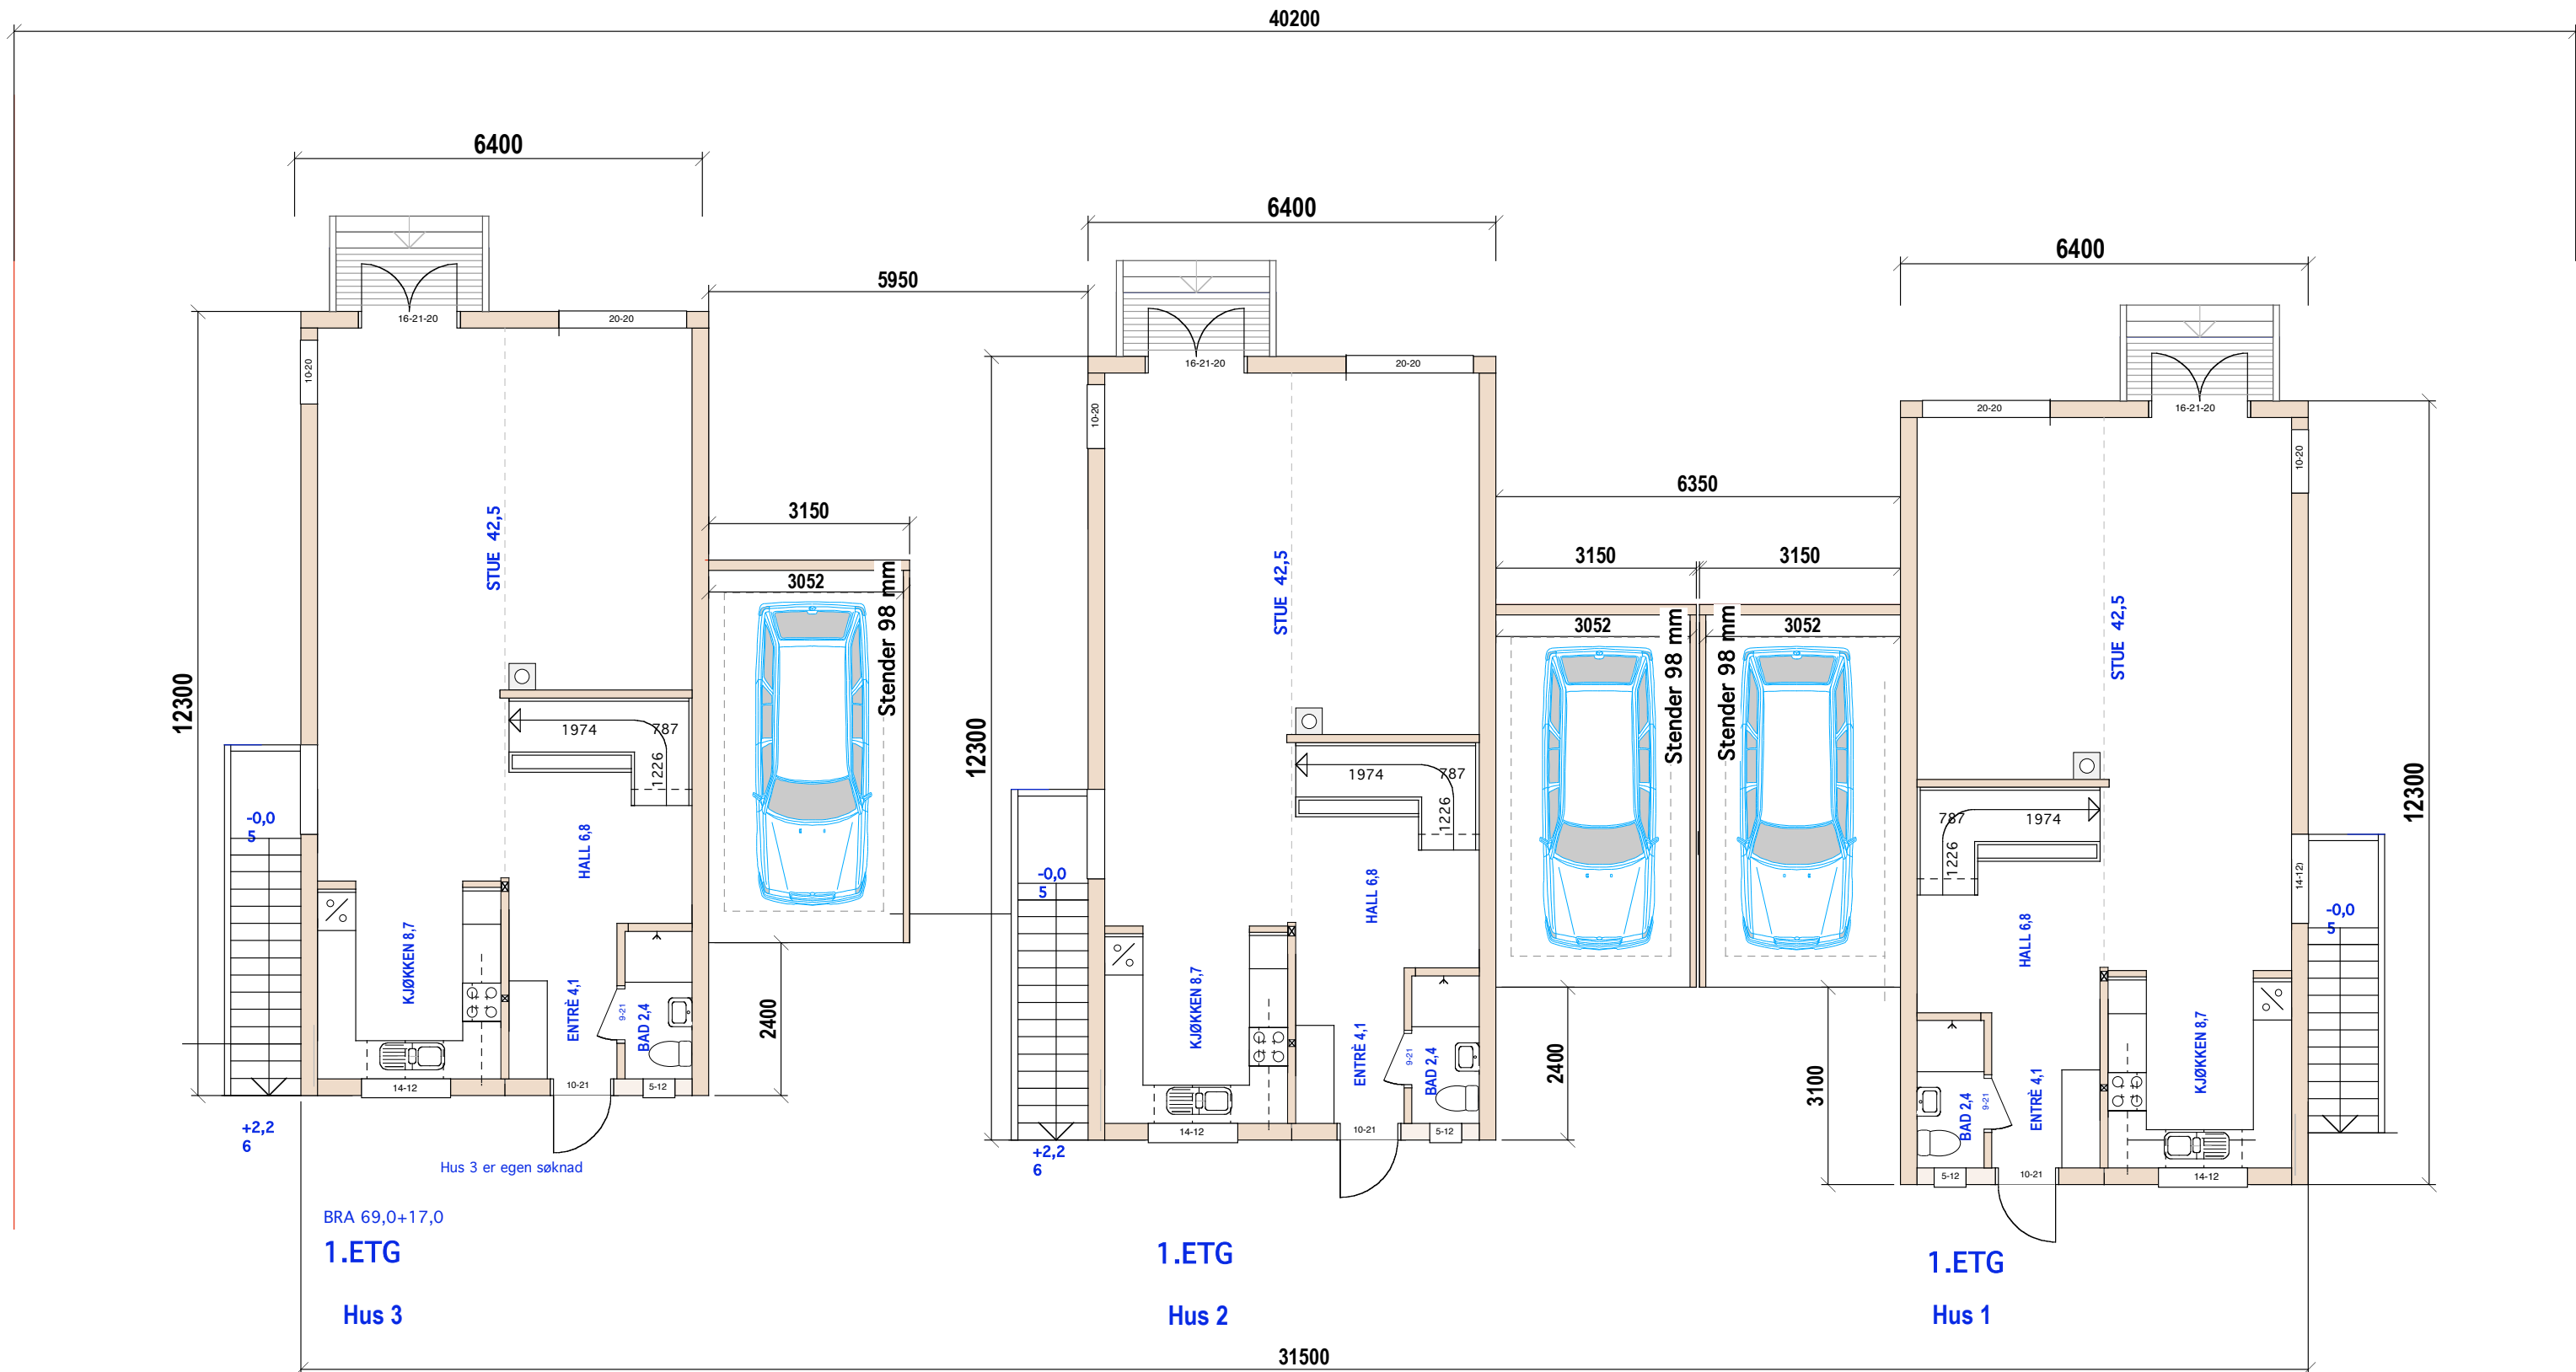 40200
6400
6400
6400
5950
16-21-20
20-20
16-21-20
20-20
20-20
16-21-20
10-20
10-20
10-20
6350
3150
3150
3150
3052
3052
3052
STUE 42,5
STUE 42,5
STUE 42,5
Stender 98 mm
Stender 98 mm
Stender 98 mm
12300
12300
12300
1974
787
1226
1974
787
1226
787
1974
1226
-0,0
5
-0,0
5
-0,0
5
HALL 6,8
HALL 6,8
HALL 6,8
14-12
KJØKKEN 8,7
ENTRÈ 4,1
9-21
BAD 2,4
2400
KJØKKEN 8,7
ENTRÈ 4,1
9-21
BAD 2,4
2400
3100
BAD 2,4
9-21
ENTRÈ 4,1
KJØKKEN 8,7
14-12
10-21
5-12
14-12
10-21
5-12
5-12
10-21
14-12
+2,2
6
+2,2
6
Hus 3 er egen søknad
BRA 69,0+17,0
1.ETG
1.ETG
1.ETG
Hus 3
Hus 2
Hus 1
31500